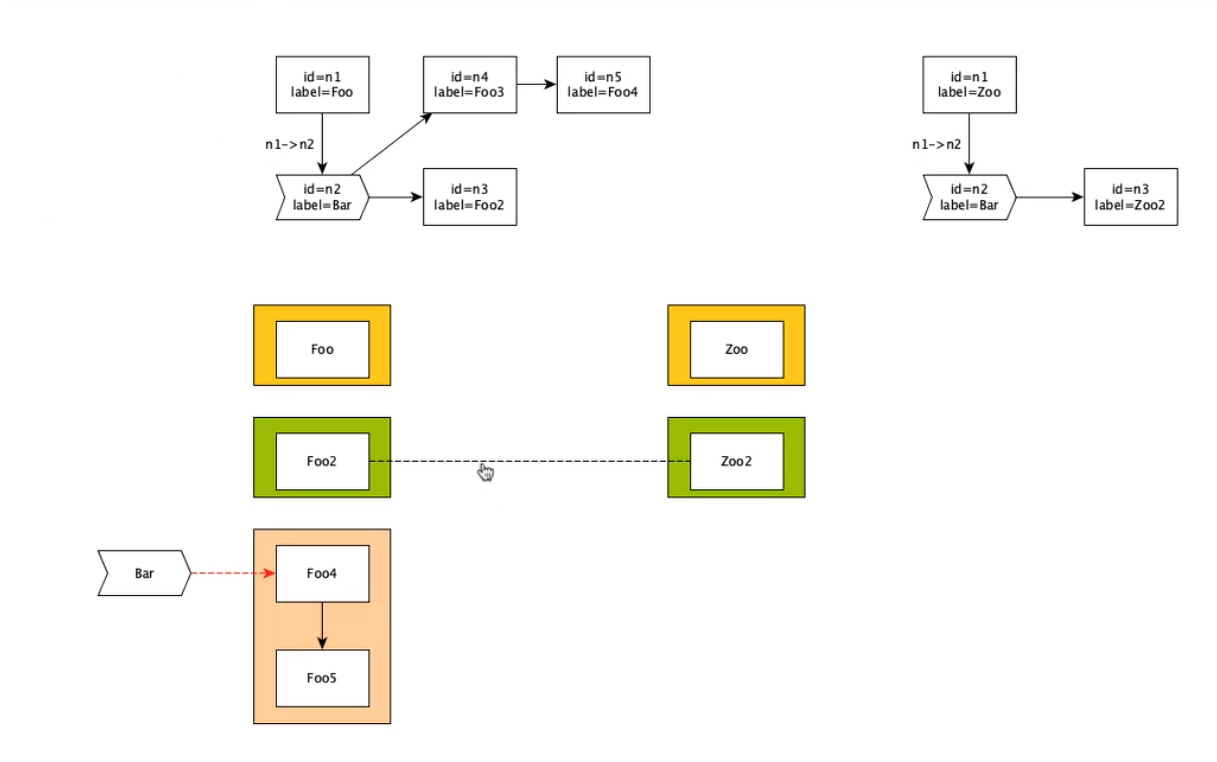 id=n1
label=Foo
id=n4
label=Foo3
id=n5
label=Foo4
id=n1
label=Zoo
n1->n2
n1->n2
id=n2
label=Bar
id=n3
label=Foo2
id=n2
label=Bar
id=n3
label=Zoo2
Foo
Zoo
Foo2
Zoo2
Bar
Foo4
Foo5